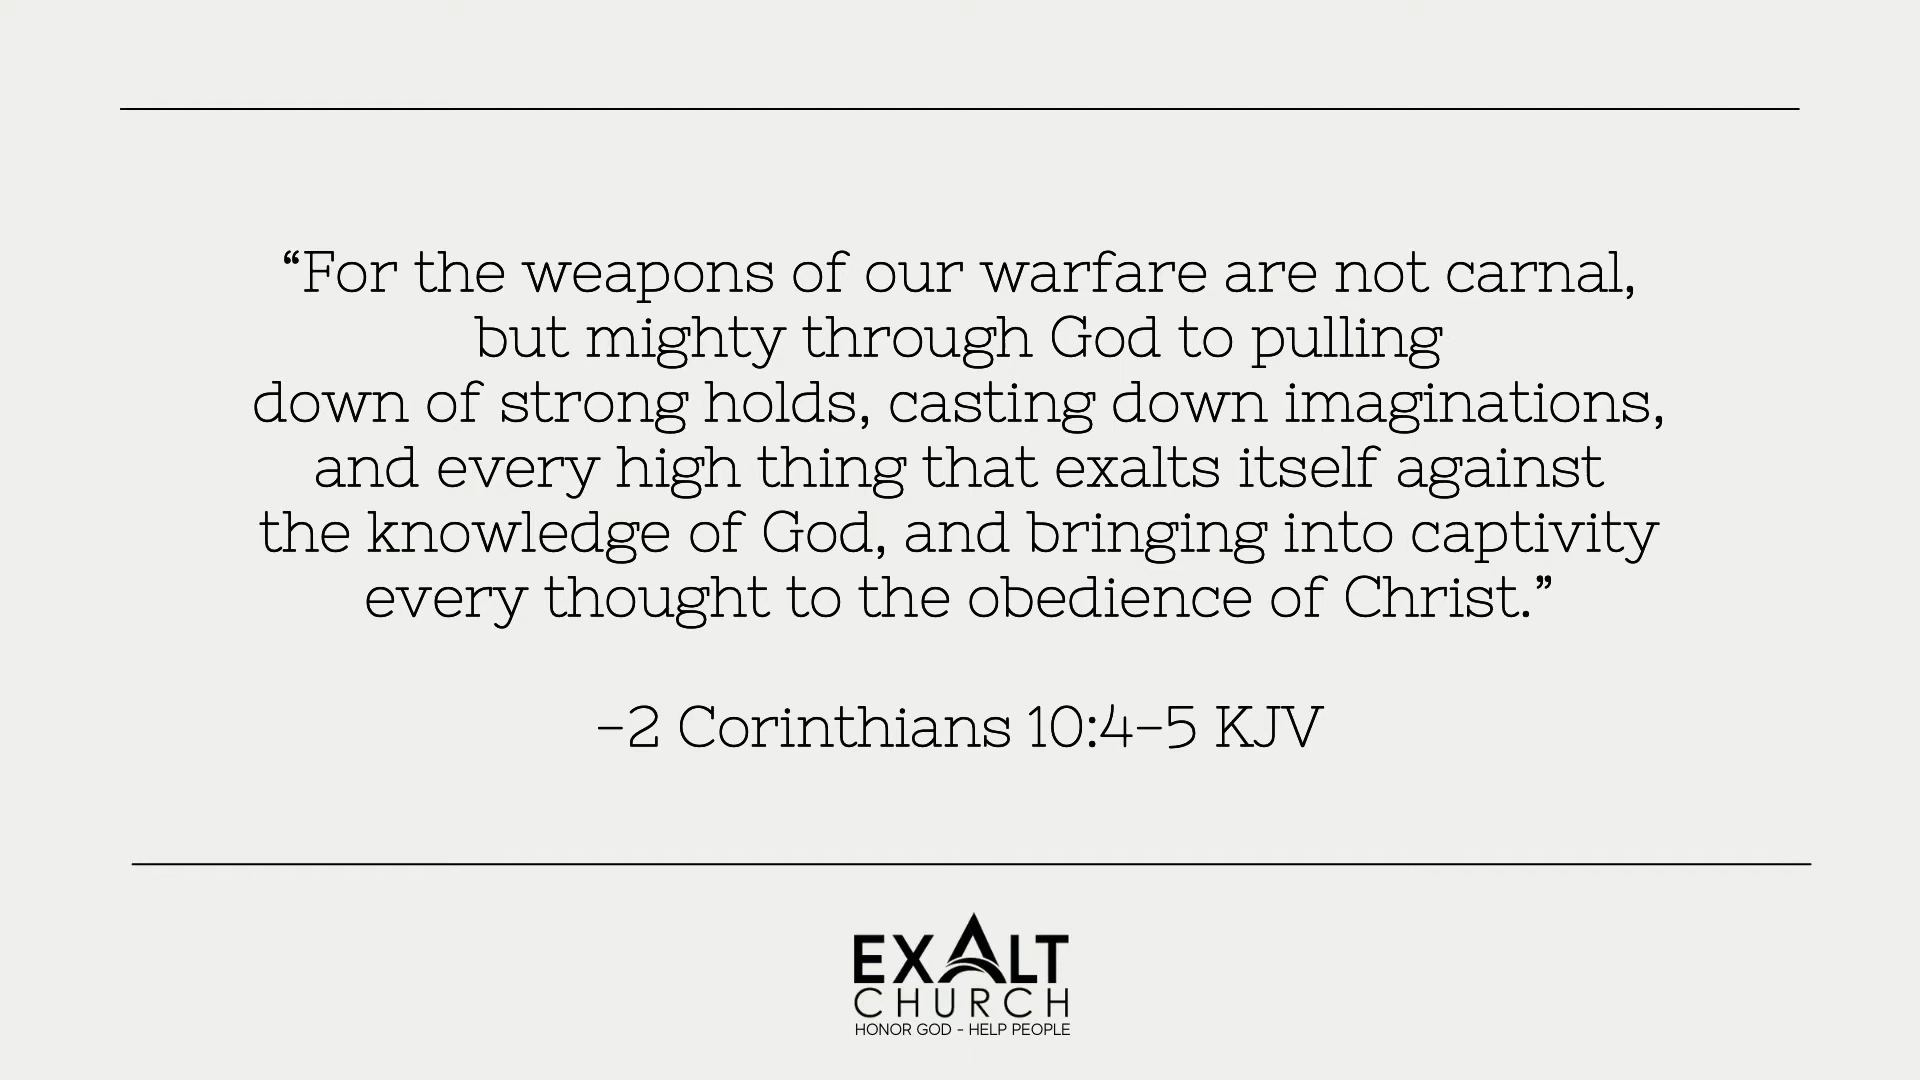 “For the weapons of our warfare are not carnal,
but mighty through God to pulling
down of strong holds, casting down imaginations,
and every high thing that exalts itself against
the knowledge of God, and bringing into captivity
every thought to the obedience of Christ.”
-2 Corinthians 10:4-5 KJV
EXALT
CHURCH
HONOR GOD - HELP PEOPLE